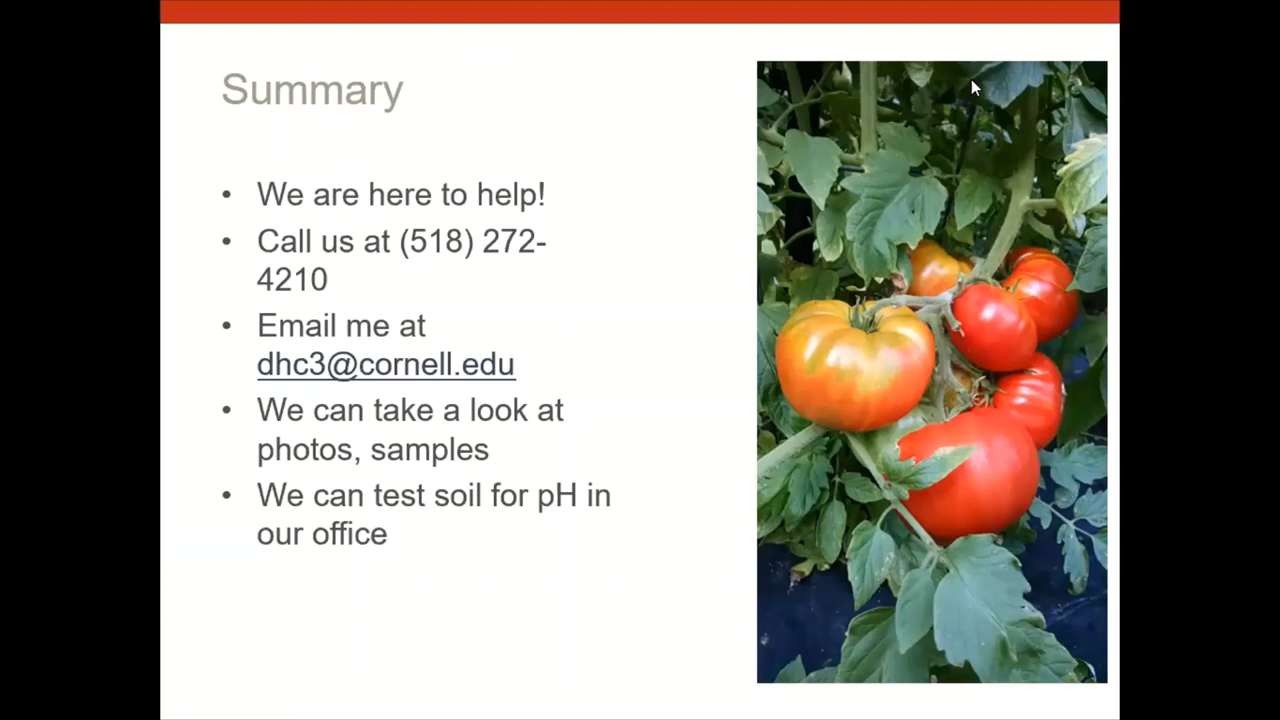 Summary
• We are here to help!
• Call us at (518) 272-
4210
• Email me at
dhc3@cornell.edu
• We can take a look at
photos, samples
• We can test soil for pH in
our office